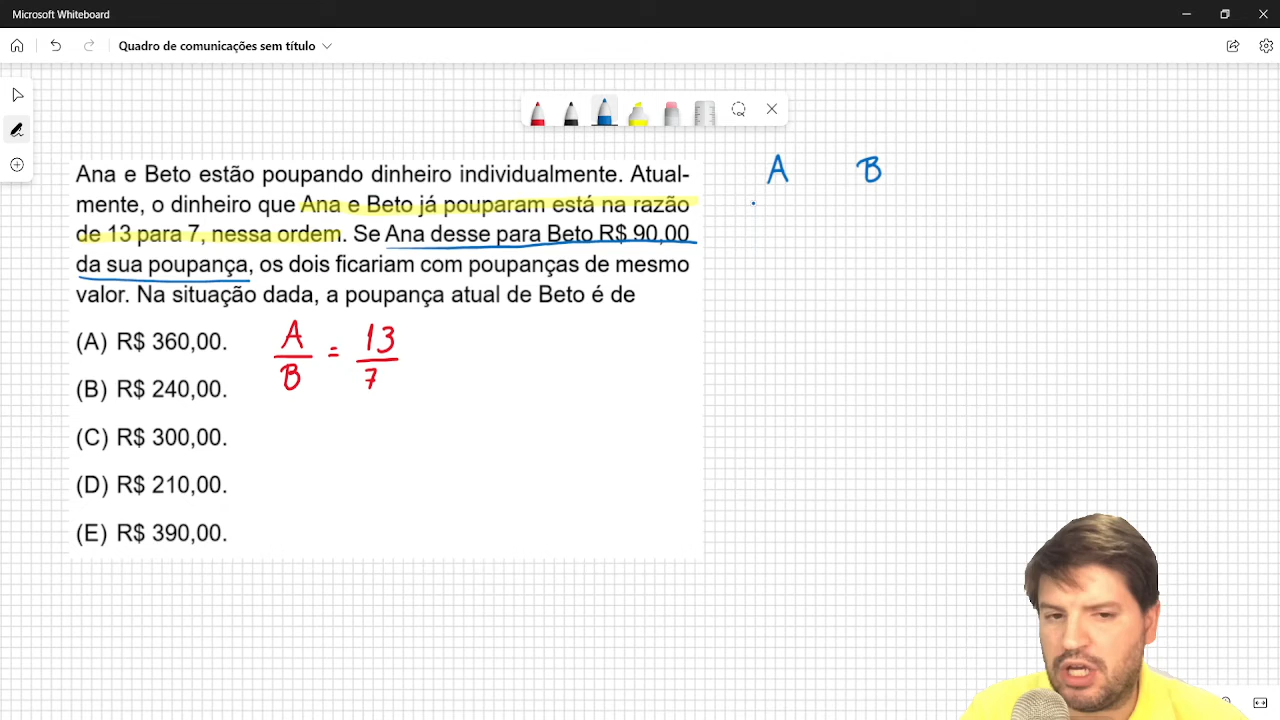 Microsoft Whiteboard
Quadro de comunicações sem título
Ana e Beto estão poupando dinheiro individualmente. Atual-
mente, o dinheiro que Ana e Beto já pouparam está na razão
de 13 para 7, nessa ordem. Se Ana desse para Beto R$ 90,00
da sua poupança, os dois ficariam com poupanças de mesmo
valor. Na situação dada, a poupança atual de Beto é de
(A) R$ 360,00.
(B) R$ 240,00.
(C) R$ 300,00.
(D) R$ 210,00.
(E) R$ 390,00.
A
B
=
13
7
A B